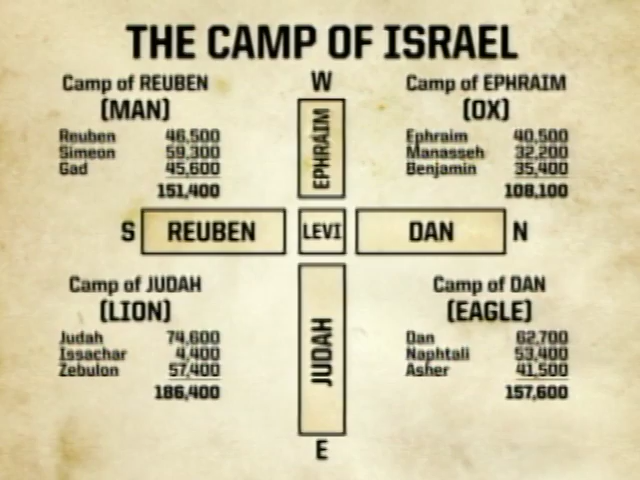 THE CAMP OF ISRAEL
Camp of REUBEN
(MAN)
Reuben 46,500
Simeon 59,300
Gad 45,600
151,400
W
Camp of EPHRAIM
(OX)
Ephraim 40,500
Manasseh 32,200
Benjamin 35,400
108,100
EPHRAIM
S REUBEN LEVI DAN N
Camp of JUDAH
(LION)
Judah 74,600
Issachar 4,400
Zebulon 57,400
186,400
JUDAH
E
Camp of DAN
(EAGLE)
Dan 62,700
Naphtali 53,400
Asher 41,500
157,600